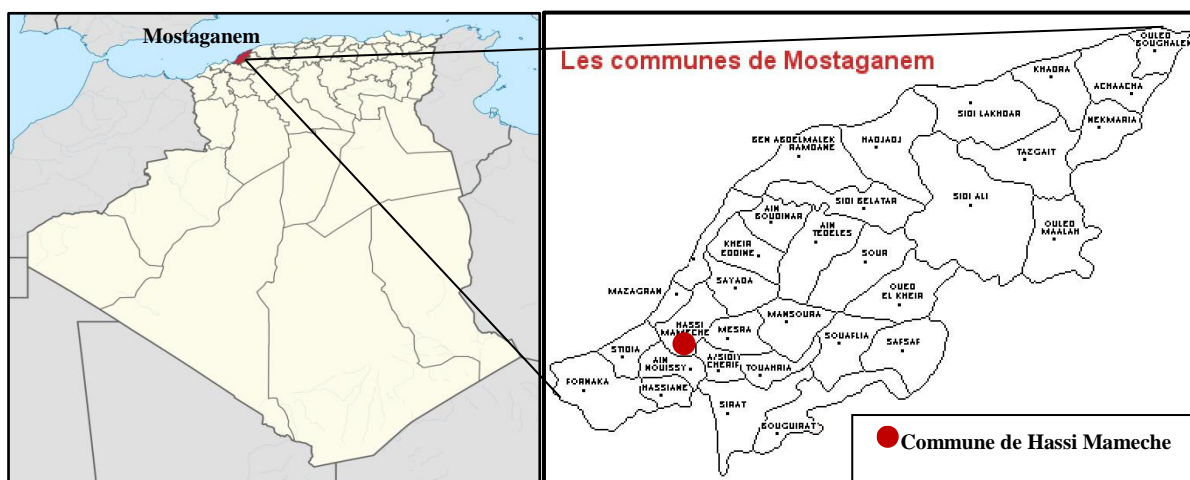 Mostaganem
Les communes de Mostaganem
OULED
BOUGHALEM
KHADRA
ACHAACHA
SIDI LAKHDAR
NEKMARIA
BEN ABDELMALEK
RAMDANE
HADJADJ
TAZGAIT
SIDI ALI
SIDI BELATAR
AIN
BOUDINAR
AIN
TEDELES
OULED
MAALAH
KHEIR
EDDINE
SOUR
SAYADA
OUED
EL KHEIR
MAZAGRAN
MANSOURA
HASSI
MAMECHE
MESRA
SOUAFLIA
SAFSAF
STIDIA
AIN
NOUISSY
A/SIDI
CHERIF
TOUAHRIA
FORNAKA
HASSIANE
SIRAT
BOUGUIRAT
Commune de Hassi Mameche